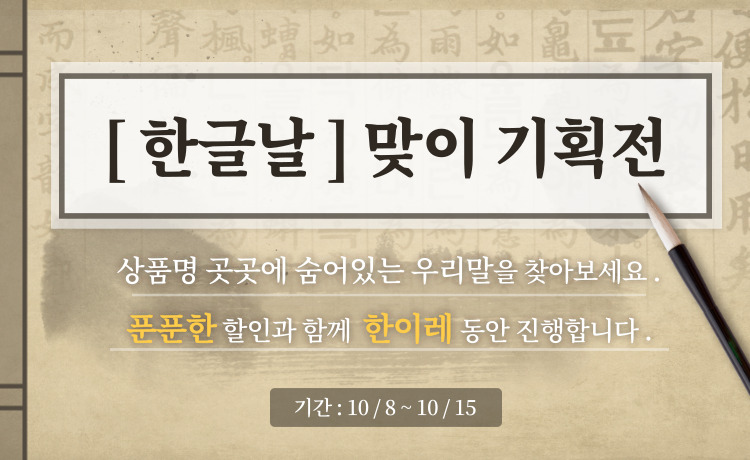 [ 한글날 ] 맞이 기획전
상품명 곳곳에 숨어있는 우리말을 찾아보세요 .
푼푼한 할인과 함께 한이레 동안 진행합니다 .
기간 : 10 / 8 ~ 10 / 15